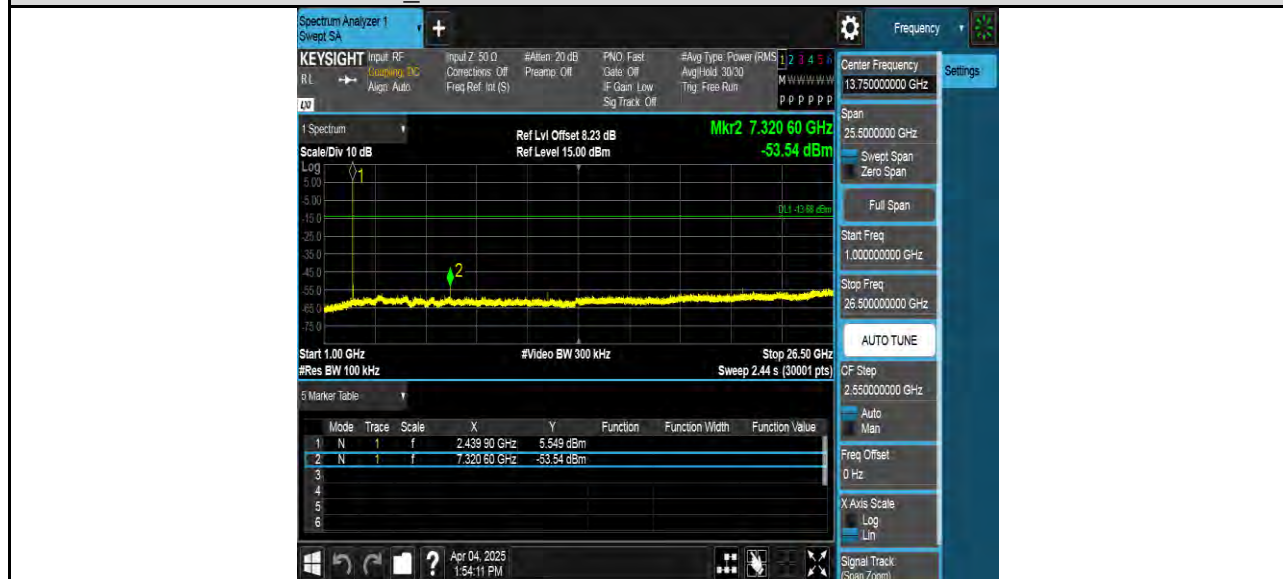 Spectrum Analyzer 1
Swept SA
+
Frequency
KEYSIGHT Input: RF Input Z: 50 Ω #Atten: 20 dB PNO: Fast #Avg Type: Power (RMS 1 2 3 4 5 6
RL Coupling: DC Corrections: Off Preamp: Off Gate: Off Avg|Hold: 30/30 M W W W W W
Align: Auto Freq Ref: Int (S) IF Gain: Low Trig: Free Run
Sig Track: Off P P P P P P
LXI
Center Frequency
13.750000000 GHz
Settings
Span
25.5000000 GHz
Swept Span
Zero Span
Full Span
Start Freq
1.000000000 GHz
Stop Freq
26.500000000 GHz
AUTO TUNE
CF Step
2.550000000 GHz
Auto
Man
Freq Offset
0 Hz
X Axis Scale
Log
Lin
Signal Track
(Span Zoom)
1 Spectrum
Ref Lvl Offset 8.23 dB
Mkr2 7.320 60 GHz
Scale/Div 10 dB
Ref Level 15.00 dBm
-53.54 dBm
Log
1
5.00
-5.00
DL1 -13.68 dBm
-15.0
-25.0
-35.0
-45.0
2
-55.0
-65.0
-75.0
Start 1.00 GHz #Video BW 300 kHz Stop 26.50 GHz
#Res BW 100 kHz Sweep 2.44 s (30001 pts)
5 Marker Table
Mode Trace Scale X Y Function Function Width Function Value
1 N 1 f 2.439 90 GHz 5.549 dBm
2 N 1 f 7.320 60 GHz -53.54 dBm
3
4
5
6
? Apr 04, 2025
1:54:11 PM